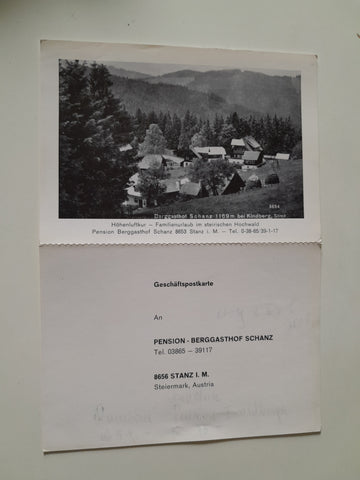 Berggasthof Schanz 1169 m bei Kindberg, Stmk.
Höhenluftkur – Familienurlaub im steirischen Hochwald
Pension Berggasthof Schanz 8653 Stanz i. M. – Tel. 0-38-65/39-1-17
Geschäftspostkarte
An
PENSION - BERGGASTHOF SCHANZ
Tel. 03865 – 39117
8656 STANZ I. M.
Steiermark, Austria